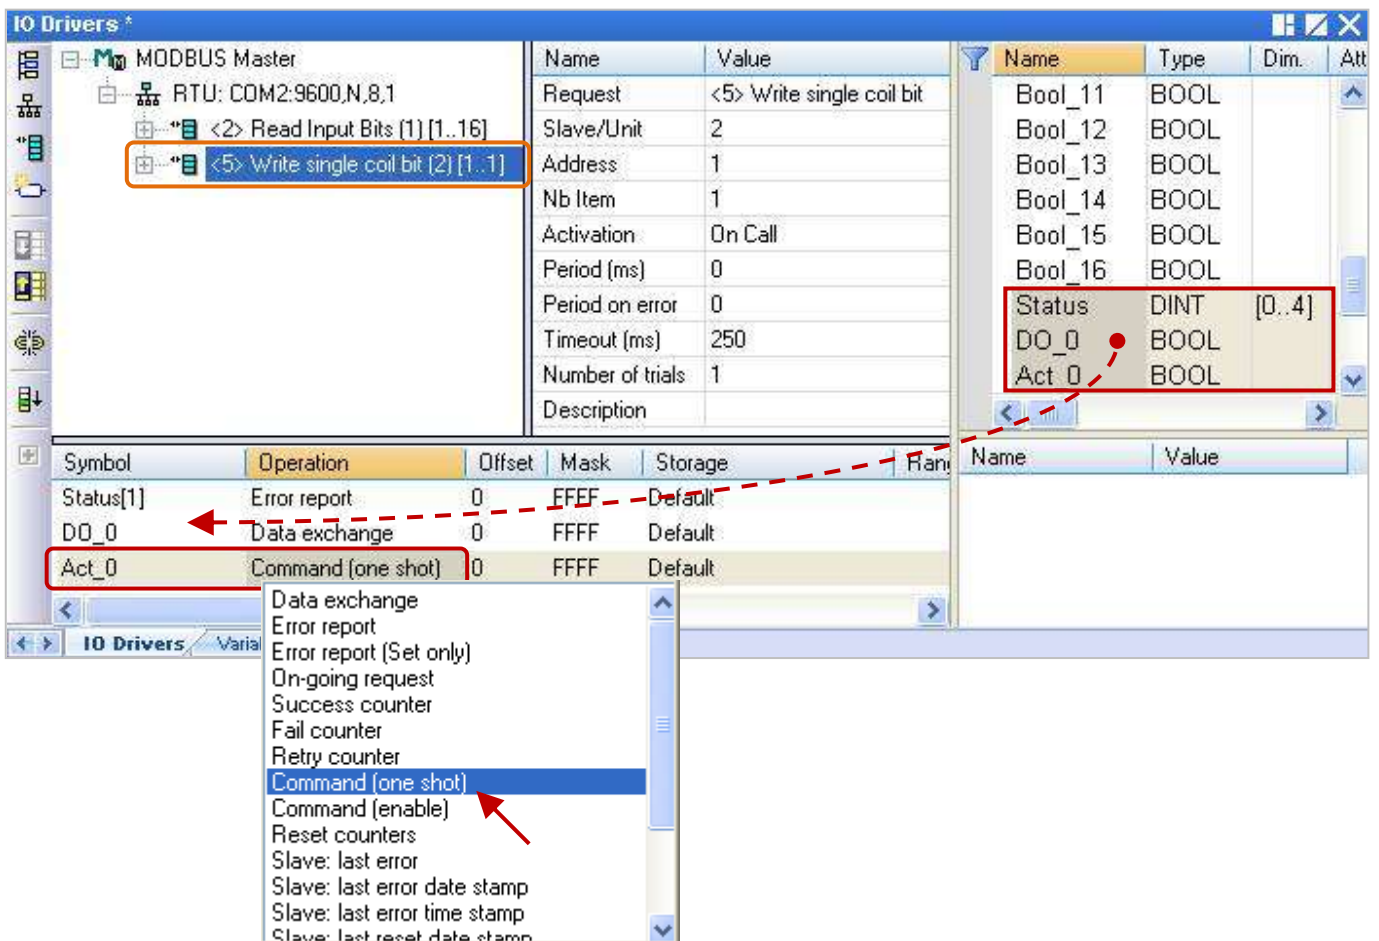 IO Drivers *
MODBUS Master
RTU: COM2:9600,N,8,1
<2> Read Input Bits (1) [1..16]
<5> Write single coil bit (2) [1..1]
Name Value
Request <5> Write single coil bit
Slave/Unit 2
Address 1
Nb Item 1
Activation On Call
Period (ms) 0
Period on error 0
Timeout (ms) 250
Number of trials 1
Description
Name Type Dim. Att
Bool_11 BOOL
Bool_12 BOOL
Bool_13 BOOL
Bool_14 BOOL
Bool_15 BOOL
Bool_16 BOOL
Status DINT [0..4]
DO_0 BOOL
Act_0 BOOL
Symbol Operation Offset Mask Storage Rang
Status[1] Error report 0 FFFF Default
DO_0 Data exchange 0 FFFF Default
Act_0 Command (one shot) 0 FFFF Default
Name Value
IO Drivers Varial
Data exchange
Error report
Error report (Set only)
On-going request
Success counter
Fail counter
Retry counter
Command (one shot)
Command (enable)
Reset counters
Slave: last error
Slave: last error date stamp
Slave: last error time stamp
Slave: last reset date stamp